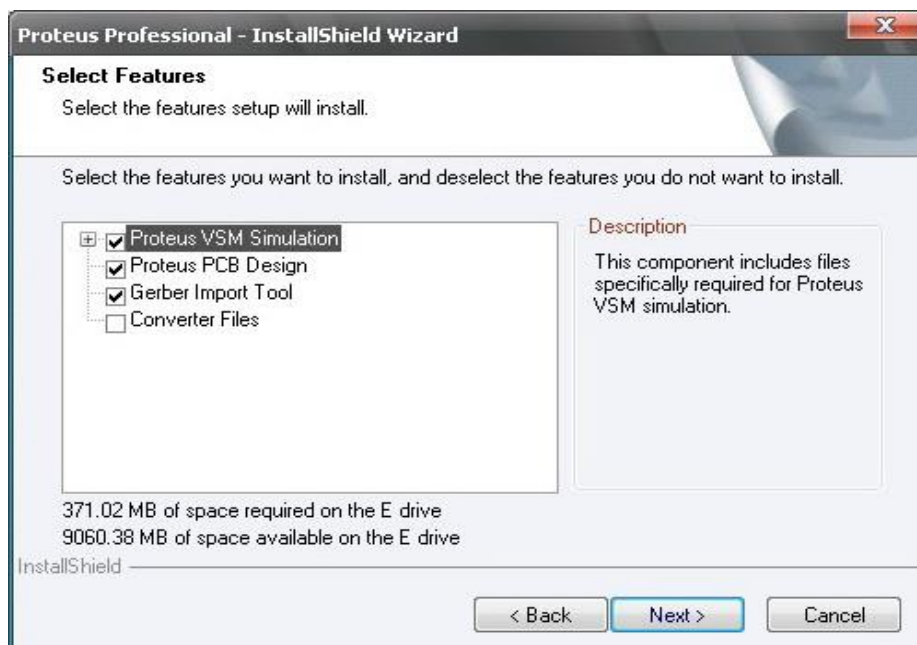 Proteus Professional - InstallShield Wizard
Select Features
Select the features setup will install.
Select the features you want to install, and deselect the features you do not want to install.
Proteus VSM Simulation
Proteus PCB Design
Gerber Import Tool
Converter Files
Description
This component includes files
specifically required for Proteus
VSM simulation.
371.02 MB of space required on the E drive
9060.38 MB of space available on the E drive
InstallShield
< Back
Next >
Cancel